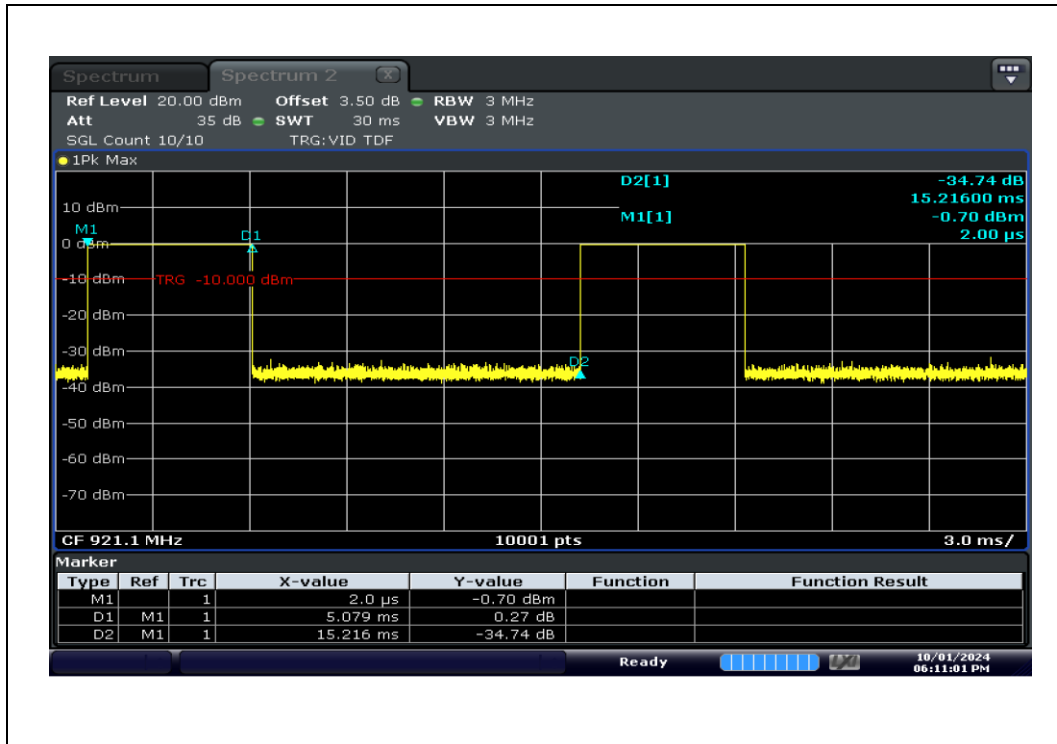 Spectrum Spectrum 2 X
Ref Level 20.00 dBm Offset 3.50 dB RBW 3 MHz
Att 35 dB SWT 30 ms VBW 3 MHz
SGL Count 10/10 TRG:VID TDF
1Pk Max
D2[1] -34.74 dB
15.21600 ms
10 dBm
M1[1] -0.70 dBm
2.00 µs
M1
D1
0 dBm
-10 dBm
TRG -10.000 dBm
-20 dBm
-30 dBm
D2
-40 dBm
-50 dBm
-60 dBm
-70 dBm
CF 921.1 MHz 10001 pts 3.0 ms/
Marker
Type Ref Trc X-value Y-value Function Function Result
M1 1 2.0 µs -0.70 dBm
D1 M1 1 5.079 ms 0.27 dB
D2 M1 1 15.216 ms -34.74 dB
Ready 10/01/2024
06:11:01 PM